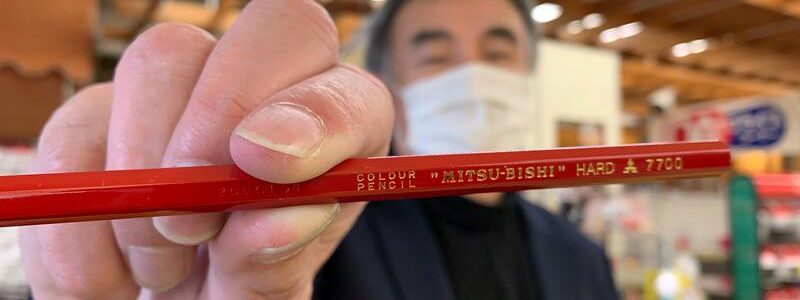 COLOUR
PENCIL
"MITSU-BISHI" HARD 7700